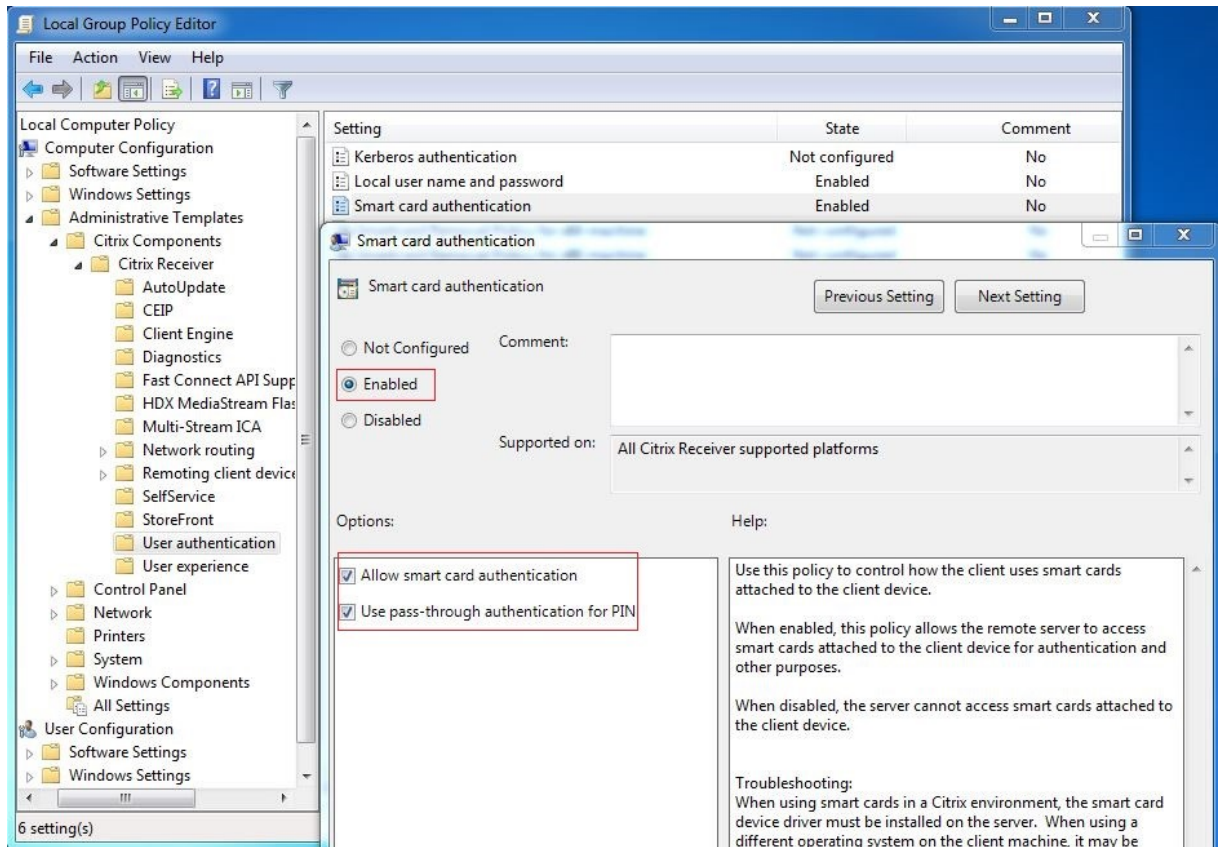 Local Group Policy Editor
File Action View Help
Local Computer Policy
Computer Configuration
Software Settings
Windows Settings
Administrative Templates
Citrix Components
Citrix Receiver
AutoUpdate
CEIP
Client Engine
Diagnostics
Fast Connect API Supp
HDX MediaStream Flas
Multi-Stream ICA
Network routing
Remoting client device
SelfService
StoreFront
User authentication
User experience
Control Panel
Network
Printers
System
Windows Components
All Settings
User Configuration
Software Settings
Windows Settings
6 setting(s)
Setting State Comment
Kerberos authentication Not configured No
Local user name and password Enabled No
Smart card authentication Enabled No
Smart card authentication
Smart card authentication
Previous Setting Next Setting
Not Configured
Enabled
Disabled
Comment:
Supported on: All Citrix Receiver supported platforms
Options:
Allow smart card authentication
Use pass-through authentication for PIN
Help:
Use this policy to control how the client uses smart cards
attached to the client device.
When enabled, this policy allows the remote server to access
smart cards attached to the client device for authentication and
other purposes.
When disabled, the server cannot access smart cards attached to
the client device.
Troubleshooting:
When using smart cards in a Citrix environment, the smart card
device driver must be installed on the server. When using a
different operating system on the client machine, it may be